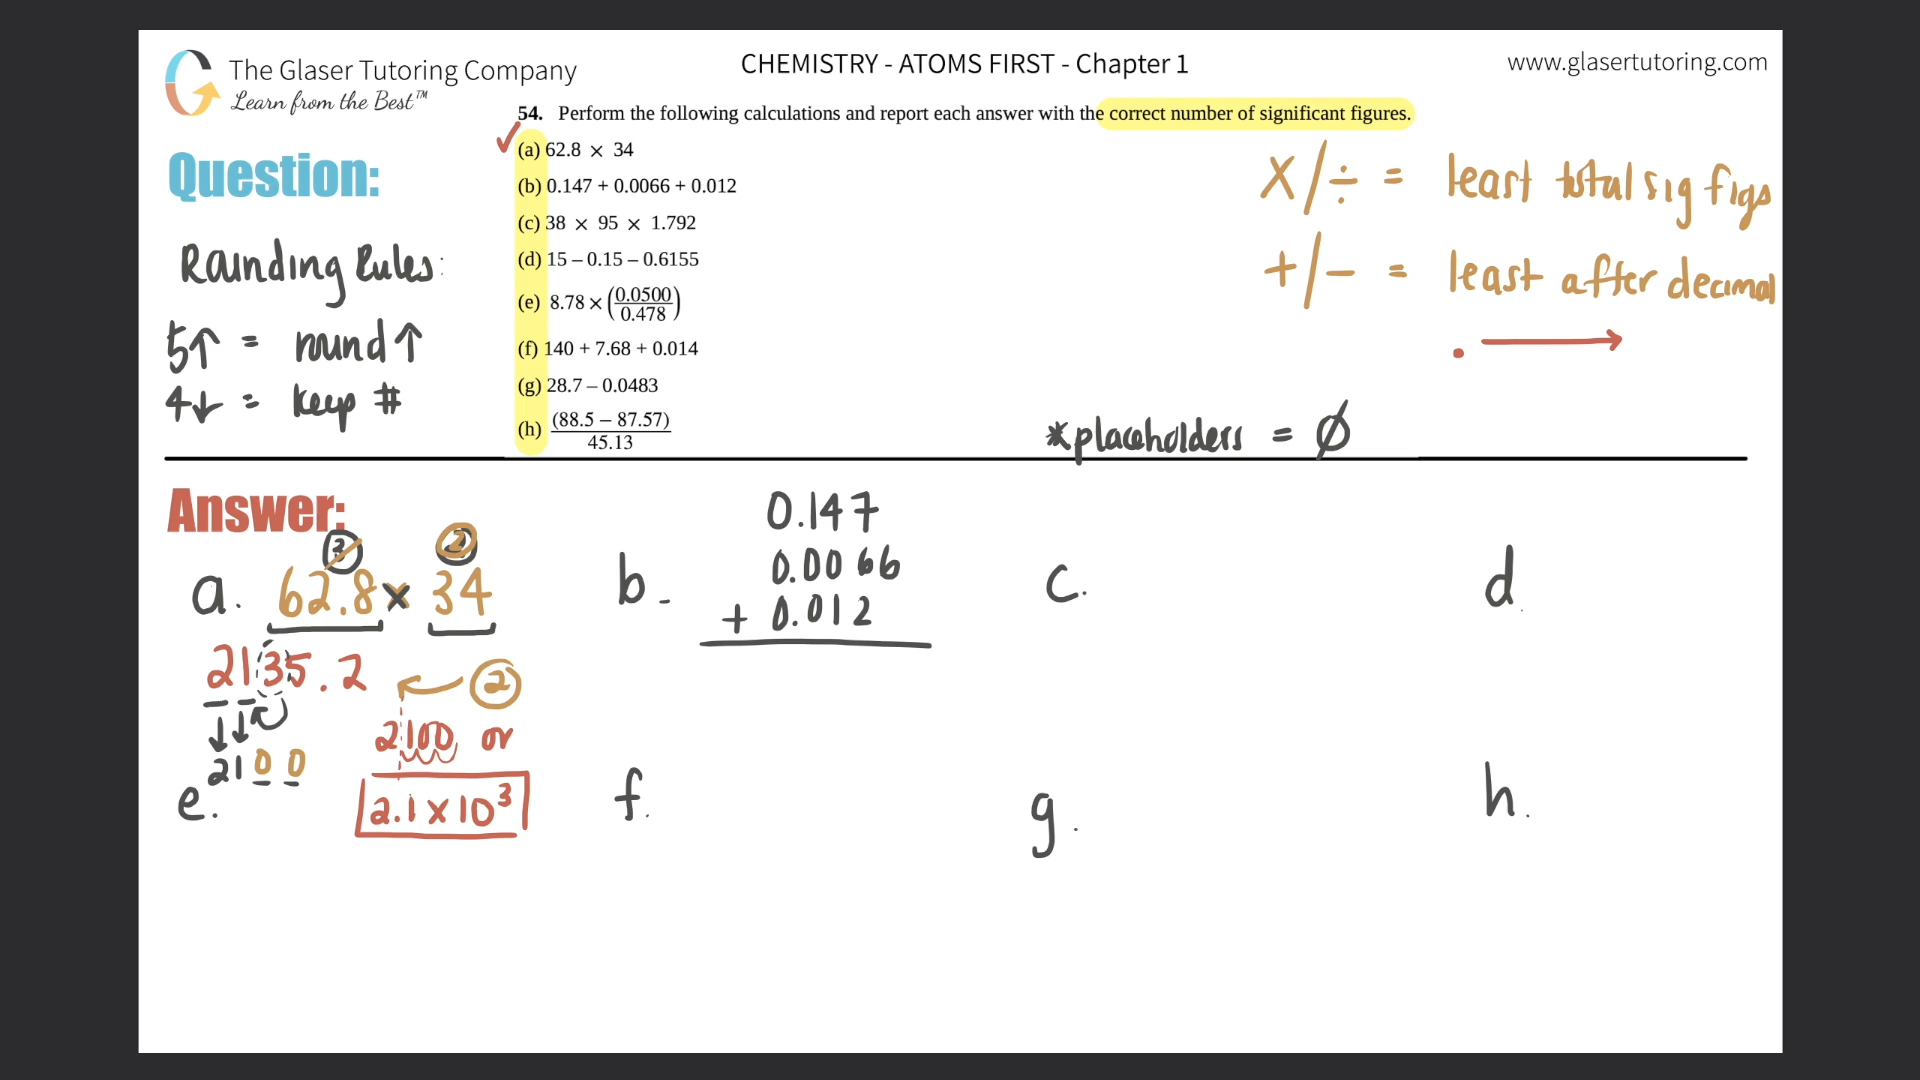 The Glaser Tutoring Company
Learn from the Best™
CHEMISTRY - ATOMS FIRST - Chapter 1
www.glasertutoring.com
54. Perform the following calculations and report each answer with the correct number of significant figures.
✓
(a) 62.8 × 34
(b) 0.147 + 0.0066 + 0.012
(c) 38 × 95 × 1.792
(d) 15 – 0.15 – 0.6155
(e) 8.78 × (0.0500/0.478)
(f) 140 + 7.68 + 0.014
(g) 28.7 – 0.0483
(h) (88.5 – 87.57)/45.13
Question:
Rounding Rules:
5↑ = round ↑
4↓ = keep #
X/÷ = least total sig figs
+/− = least after decimal
. →
*placeholders = Ø
Answer:
3 2
a. 62.8 x 34
2135.2
2
2100 or
2100
2.1 x 10³
b. 0.147
0.0066
+ 0.012
c.
d.
e.
f.
g.
h.